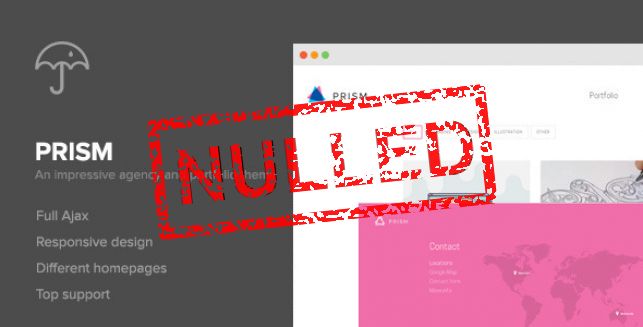 PRISM
An impressive agency and portfolio theme
Full Ajax
Responsive design
Different homepages
Top support
NULLED
PRISM
Portfolio
ILLUSTRATION
OTHER
PRISM
Contact
Locations
Google Map
Contact form